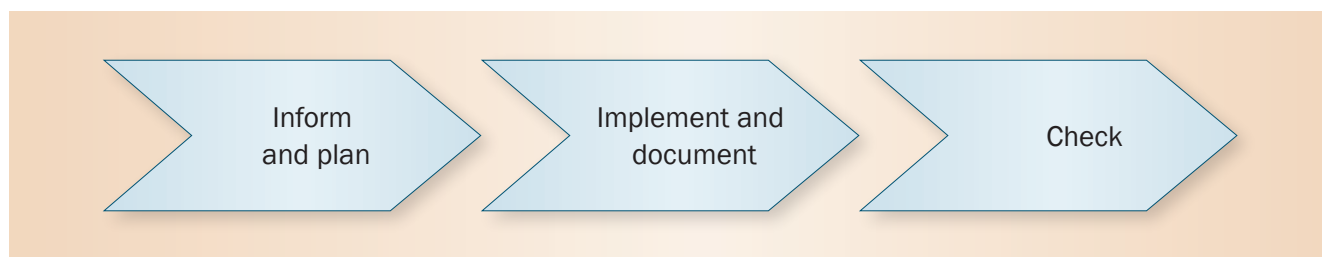 Inform
and plan
Implement and
document
Check